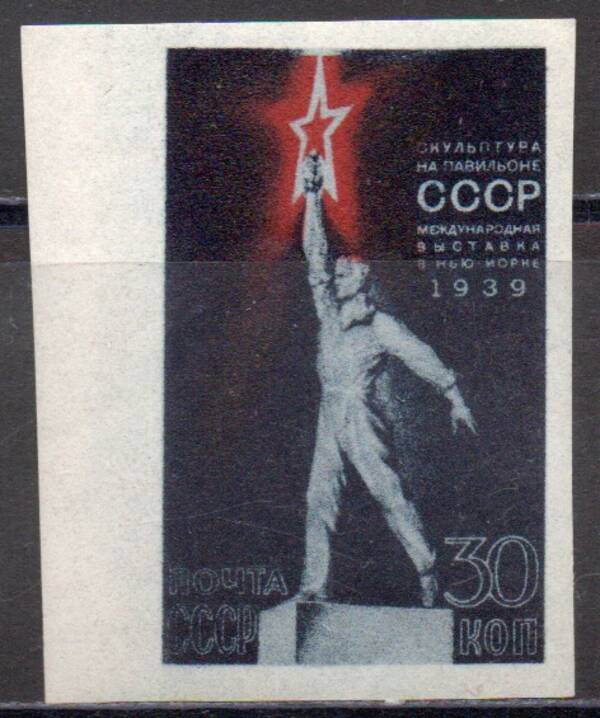 СКУЛЬПТУРА
НА ПАВИЛЬОНЕ
СССР
МЕЖДУНАРОДНАЯ
ВЫСТАВКА
В НЬЮ-ЙОРКЕ
1939
ПОЧТА
СССР
30
КОП